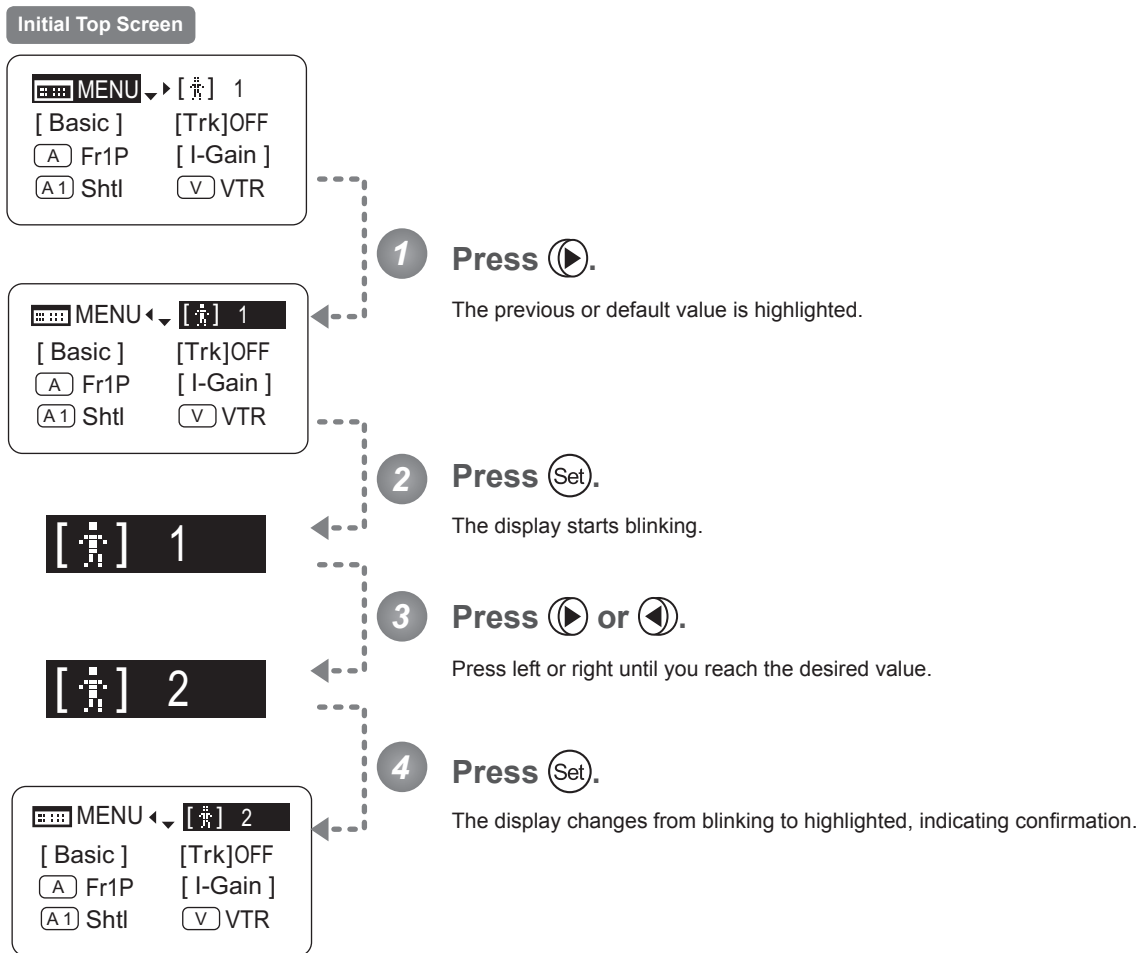 Initial Top Screen
MENU [ ] 1
[ Basic ] [Trk]OFF
A Fr1P [ I-Gain ]
A1 Shtl V VTR
1 Press .
The previous or default value is highlighted.
MENU [ ] 1
[ Basic ] [Trk]OFF
A Fr1P [ I-Gain ]
A1 Shtl V VTR
2 Press Set.
The display starts blinking.
[ ] 1
3 Press or .
Press left or right until you reach the desired value.
[ ] 2
4 Press Set.
The display changes from blinking to highlighted, indicating confirmation.
MENU [ ] 2
[ Basic ] [Trk]OFF
A Fr1P [ I-Gain ]
A1 Shtl V VTR